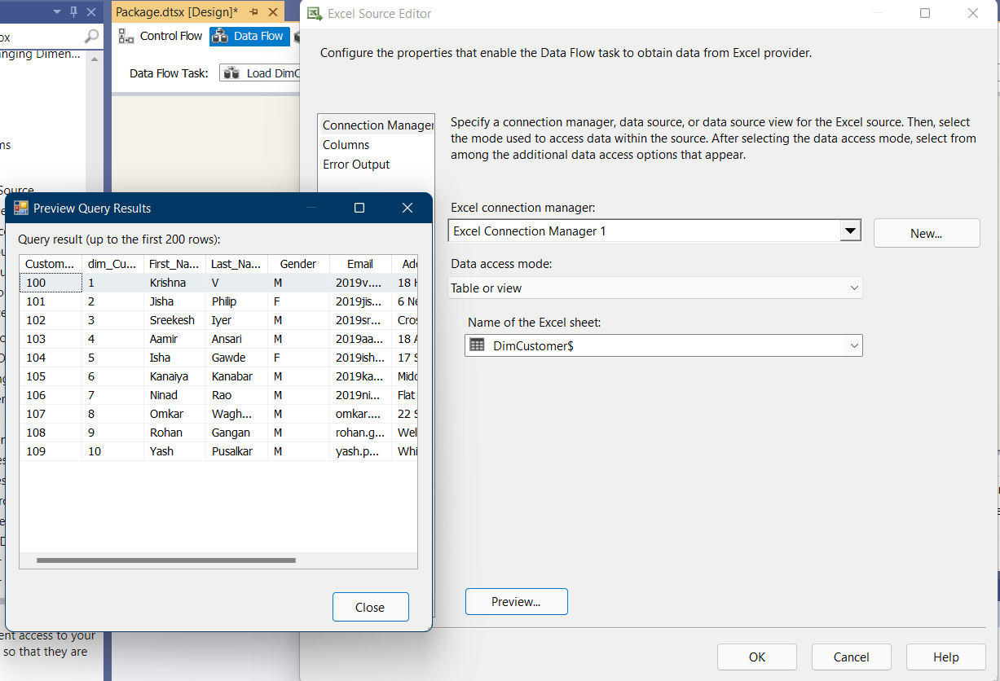 Package.dtsx [Design]*
Control Flow
Data Flow
Data Flow Task:
Load DimC
ox
nging Dimen...
ms
Source
Excel Source Editor
Configure the properties that enable the Data Flow task to obtain data from Excel provider.
Connection Manager
Columns
Error Output
Specify a connection manager, data source, or data source view for the Excel source. Then, select
the mode used to access data within the source. After selecting the data access mode, select from
among the additional data access options that appear.
Excel connection manager:
Excel Connection Manager 1
New...
Data access mode:
Table or view
Name of the Excel sheet:
DimCustomer$
Preview...
OK
Cancel
Help
Preview Query Results
Query result (up to the first 200 rows):
Custom... dim_Cu... First_Na... Last_Na... Gender Email Add
100 1 Krishna V M 2019v.... 18 H
101 2 Jisha Philip F 2019jis... 6 Ne
102 3 Sreekesh Iyer M 2019sr... Cros
103 4 Aamir Ansari M 2019aa... 18 A
104 5 Isha Gawde F 2019ish... 17 S
105 6 Kanaiya Kanabar M 2019ka... Midd
106 7 Ninad Rao M 2019ni... Flat
107 8 Omkar Wagh... M omkar.... 22 S
108 9 Rohan Gangan M rohan.g... Wel
109 10 Yash Pusalkar M yash.p... Whi
Close
ent access to your
so that they are